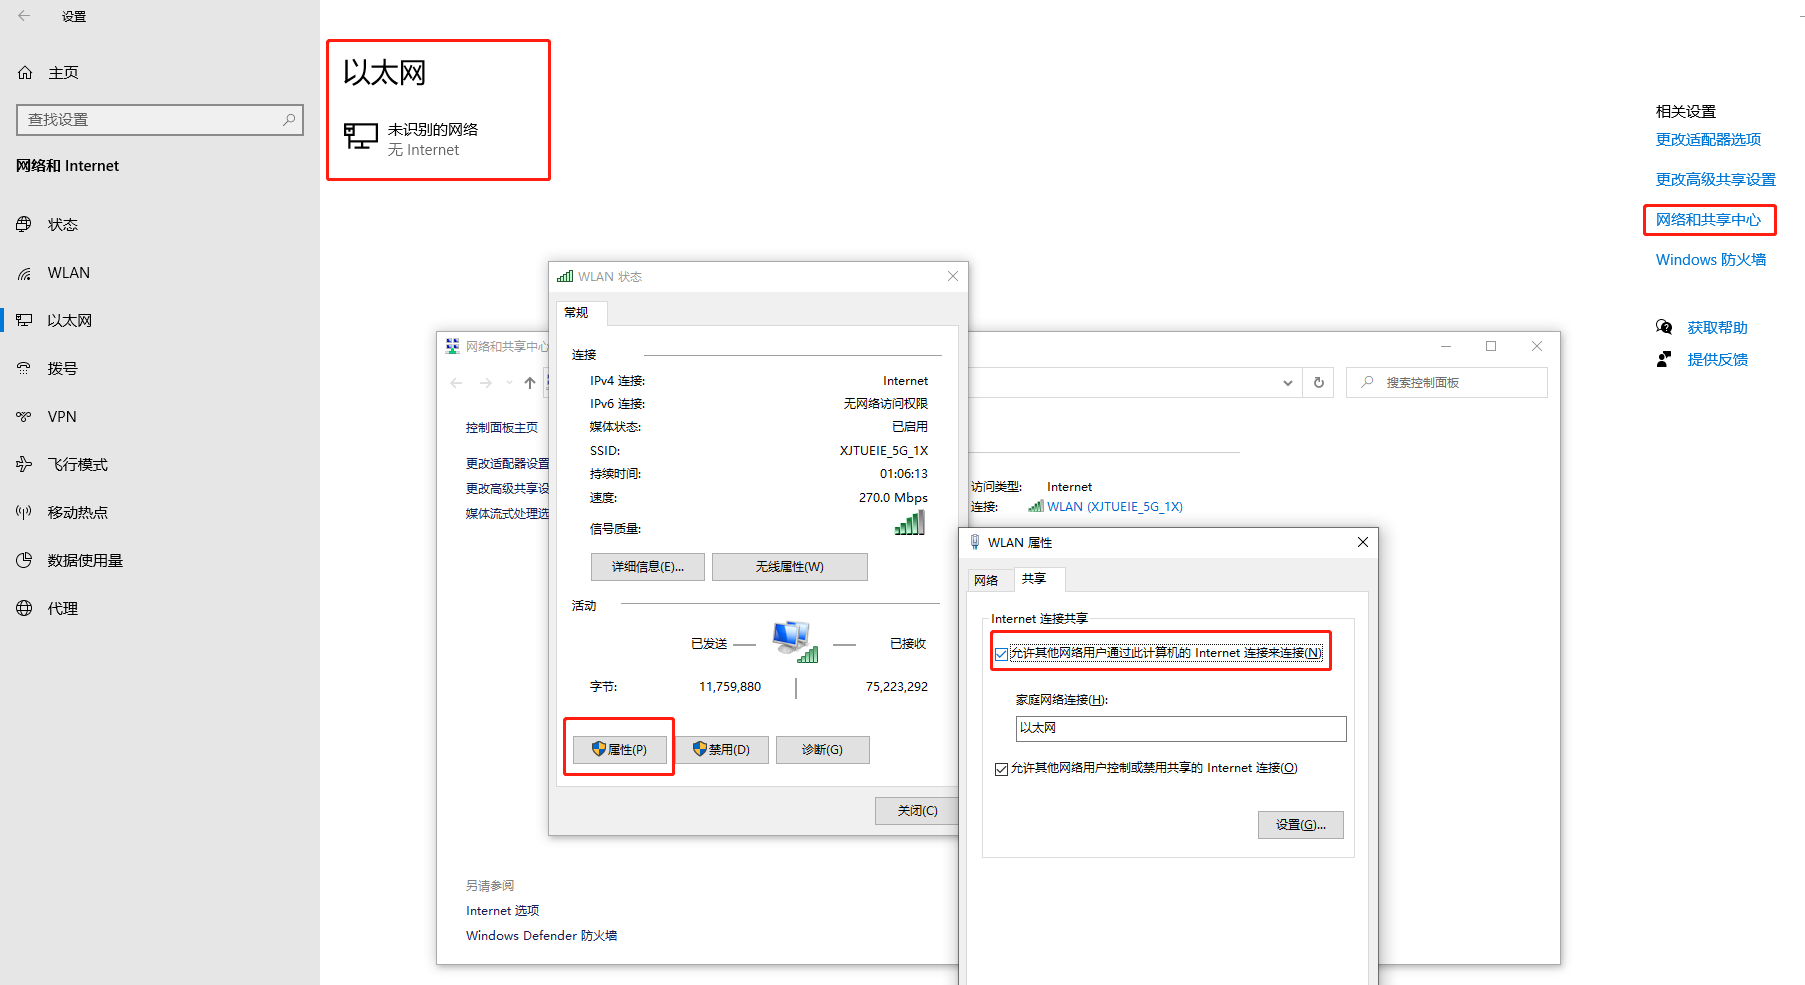 设置
主页
查找设置
网络和 Internet
状态
WLAN
以太网
拨号
VPN
飞行模式
移动热点
数据使用量
代理
以太网
未识别的网络
无 Internet
相关设置
更改适配器选项
更改高级共享设置
网络和共享中心
Windows 防火墙
获取帮助
提供反馈
网络和共享中心
搜索控制面板
控制面板主页
更改适配器设置
更改高级共享设
媒体流式处理选
访问类型: Internet
连接: WLAN (XJTUEIE_5G_1X)
另请参阅
Internet 选项
Windows Defender 防火墙
WLAN 状态
常规
连接
IPv4 连接: Internet
IPv6 连接: 无网络访问权限
媒体状态: 已启用
SSID: XJTUEIE_5G_1X
持续时间: 01:06:13
速度: 270.0 Mbps
信号质量:
详细信息(E)... 无线属性(W)
活动
已发送 已接收
字节: 11,759,880 75,223,292
属性(P) 禁用(D) 诊断(G)
关闭(C)
WLAN 属性
网络 共享
Internet 连接共享
允许其他网络用户通过此计算机的 Internet 连接来连接(N)
家庭网络连接(H):
以太网
允许其他网络用户控制或禁用共享的 Internet 连接(O)
设置(G)...